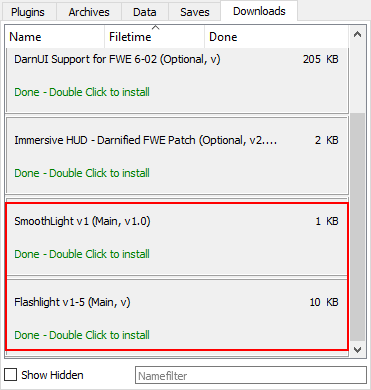 Plugins Archives Data Saves Downloads
Name Filetime Done
DarnUI Support for FWE 6-02 (Optional, v) 205 KB
Done - Double Click to install
Immersive HUD - Darnified FWE Patch (Optional, v2.... 2 KB
Done - Double Click to install
SmoothLight v1 (Main, v1.0) 1 KB
Done - Double Click to install
Flashlight v1-5 (Main, v) 10 KB
Done - Double Click to install
Show Hidden Namefilter